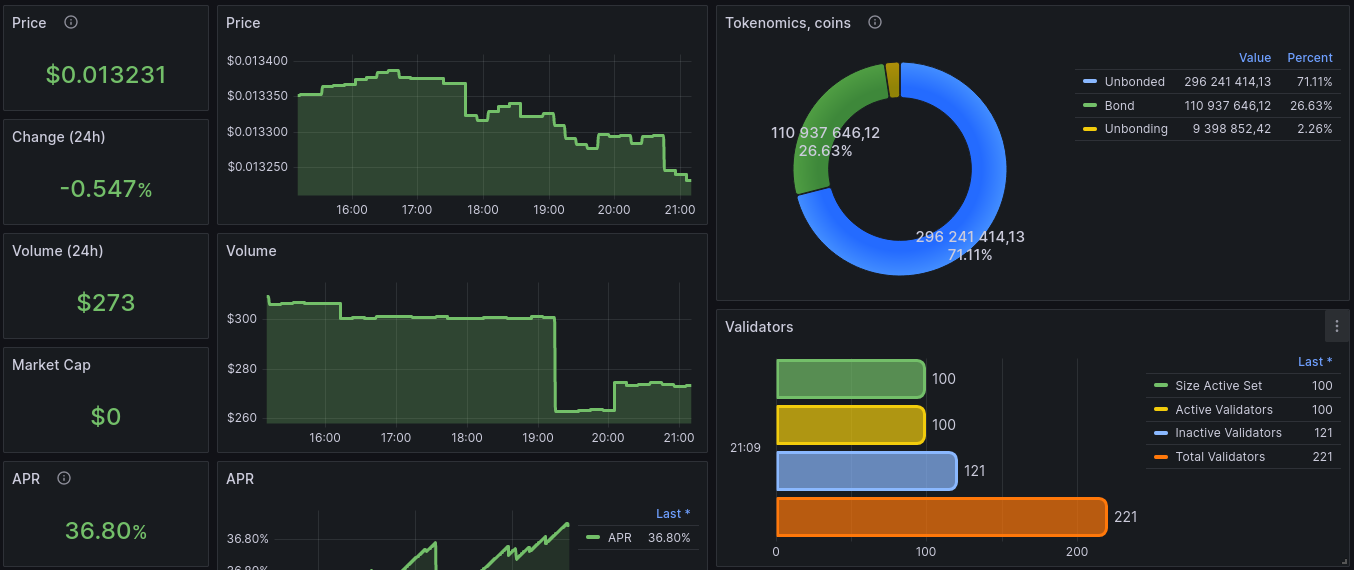 Price
$0.013231
Change (24h)
-0.547%
Volume (24h)
$273
Market Cap
$0
APR
36.80%
Price
$0.013400
$0.013350
$0.013300
$0.013250
16:00 17:00 18:00 19:00 20:00 21:00
Volume
$300
$280
$260
16:00 17:00 18:00 19:00 20:00 21:00
APR
36.80%
36.80%
Last *
APR 36.80%
Tokenomics, coins
110 937 646,12
26.63%
296 241 414,13
71.11%
Value Percent
Unbonded 296 241 414,13 71.11%
Bond 110 937 646,12 26.63%
Unbonding 9 398 852,42 2.26%
Validators
21:09
100
100
121
221
0 100 200
Last *
Size Active Set 100
Active Validators 100
Inactive Validators 121
Total Validators 221